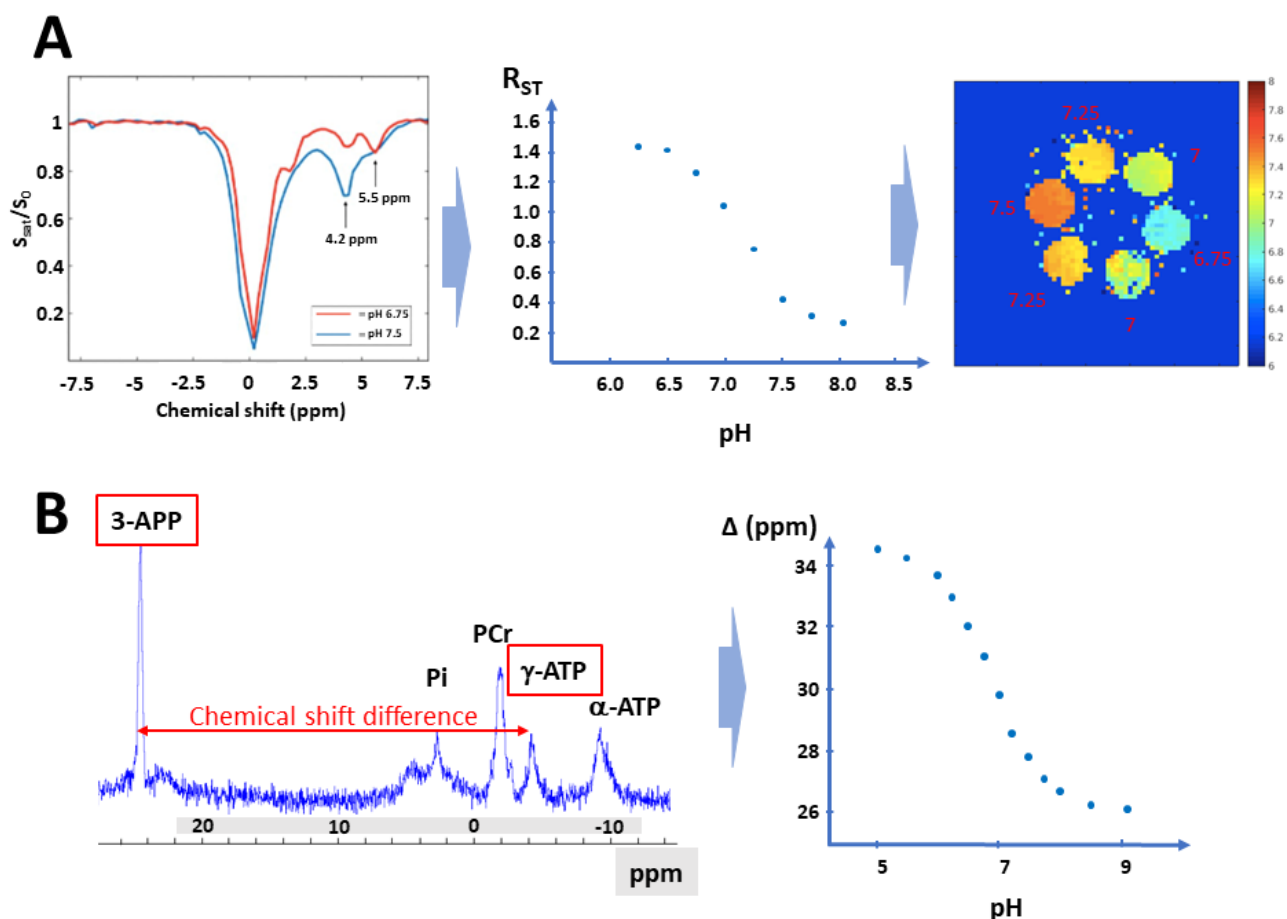 A
S_sat/S_0
1
0.8
0.6
0.4
0.2
5.5 ppm
4.2 ppm
= pH 6.75
= pH 7.5
-7.5
-5
-2.5
0
2.5
5
7.5
Chemical shift (ppm)
R_ST
1.6
1.4
1.2
1.0
0.8
0.6
0.4
0.2
6.0
6.5
7.0
7.5
8.0
8.5
pH
7.25
7
7.5
6.75
7.25
7
8
7.8
7.6
7.4
7.2
7
6.8
6.6
6.4
6.2
6
B
3-APP
Pi
PCr
γ-ATP
α-ATP
Chemical shift difference
20
10
0
-10
ppm
Δ (ppm)
34
32
30
28
26
5
7
9
pH